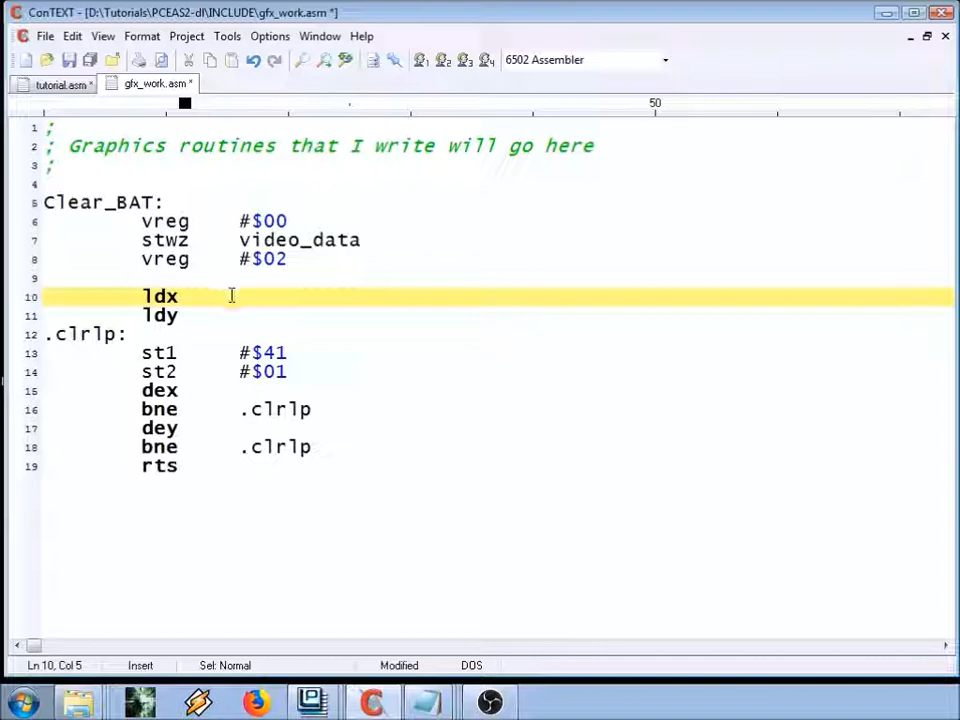 ConTEXT - [D:\Tutorials\PCEAS2-dl\INCLUDE\gfx_work.asm *]
File Edit View Format Project Tools Options Window Help
6502 Assembler
tutorial.asm * gfx_work.asm *
50
1 ;
2 ; Graphics routines that I write will go here
3 ;
4
5 Clear_BAT:
6 vreg #$00
7 stwz video_data
8 vreg #$02
9
10 ldx
11 ldy
12 .clrlp:
13 st1 #$41
14 st2 #$01
15 dex
16 bne .clrlp
17 dey
18 bne .clrlp
19 rts
Ln 10, Col 5 Insert Sel: Normal Modified DOS